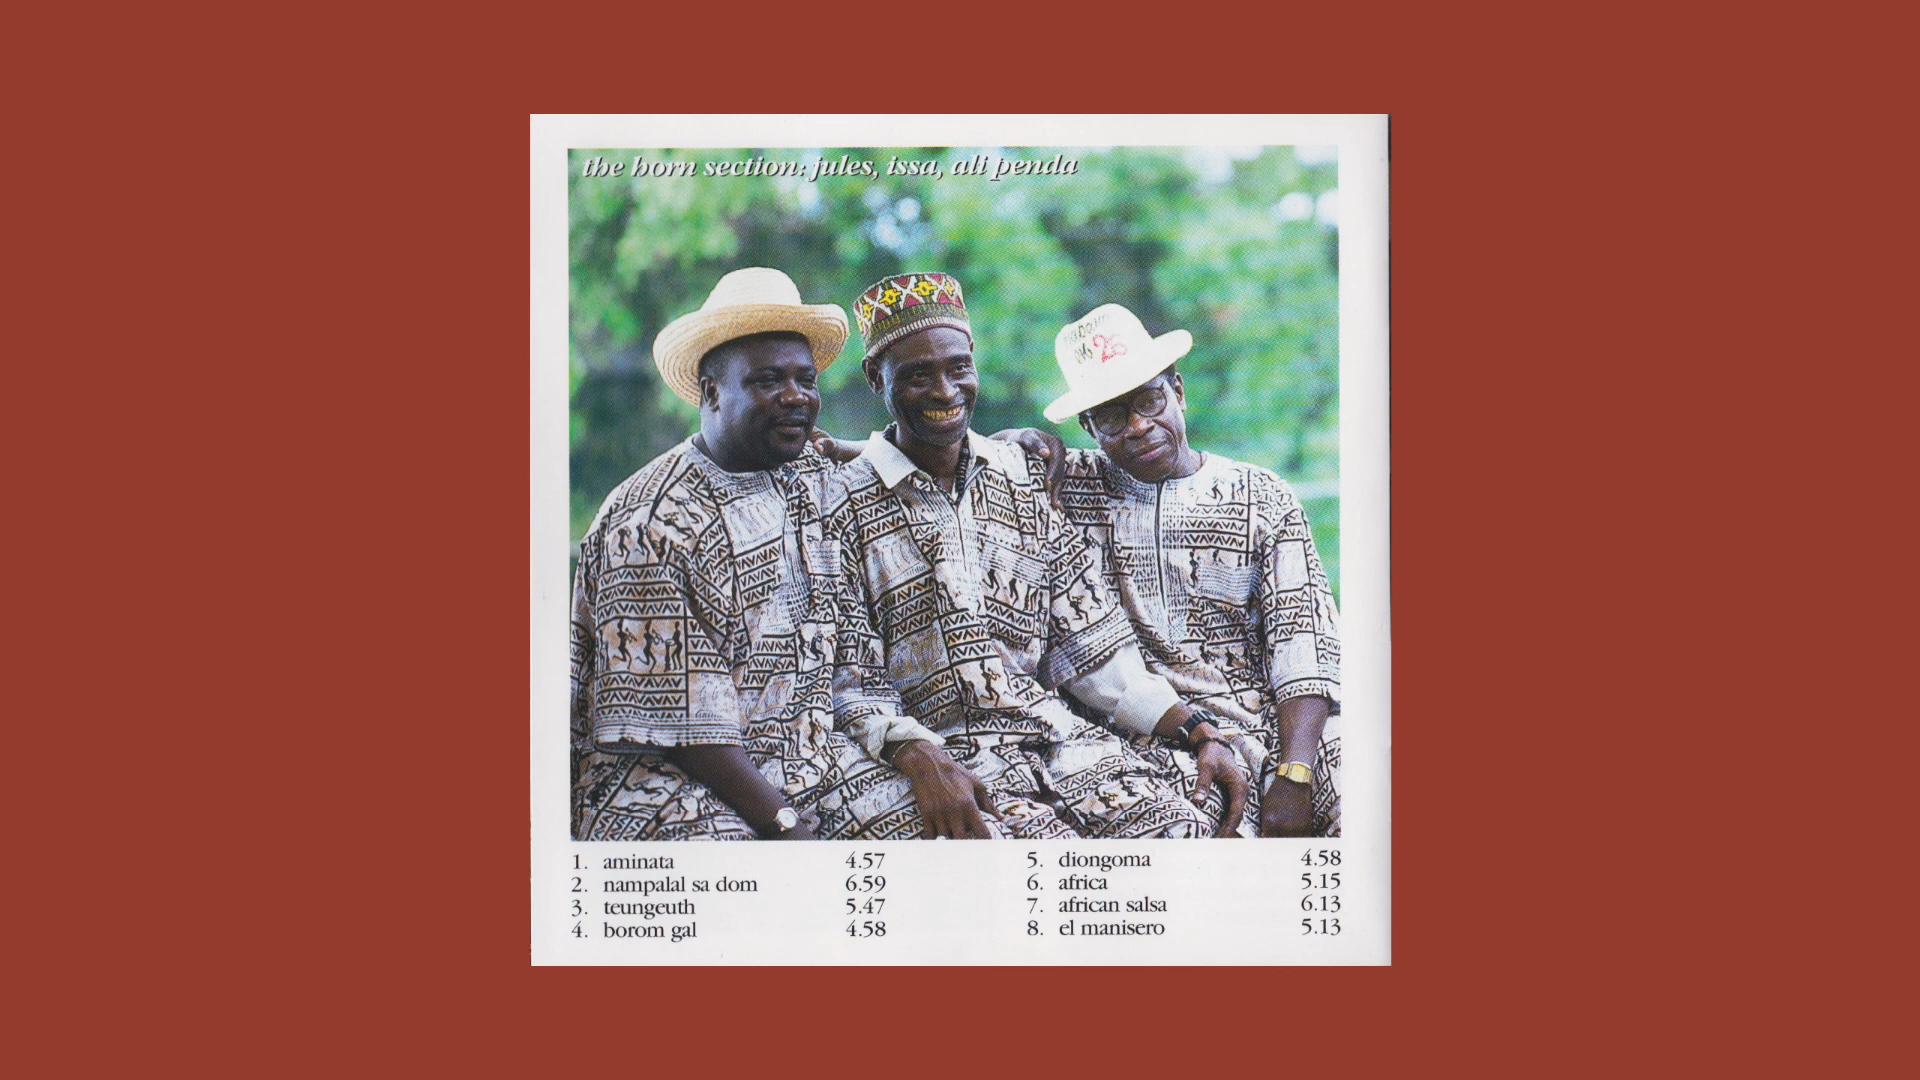 the horn section: jules, issa, ali penda
26
1. aminata 4.57
2. nampalal sa dom 6.59
3. teungeuth 5.47
4. borom gal 4.58
5. diongoma 4.58
6. africa 5.15
7. african salsa 6.13
8. el manisero 5.13